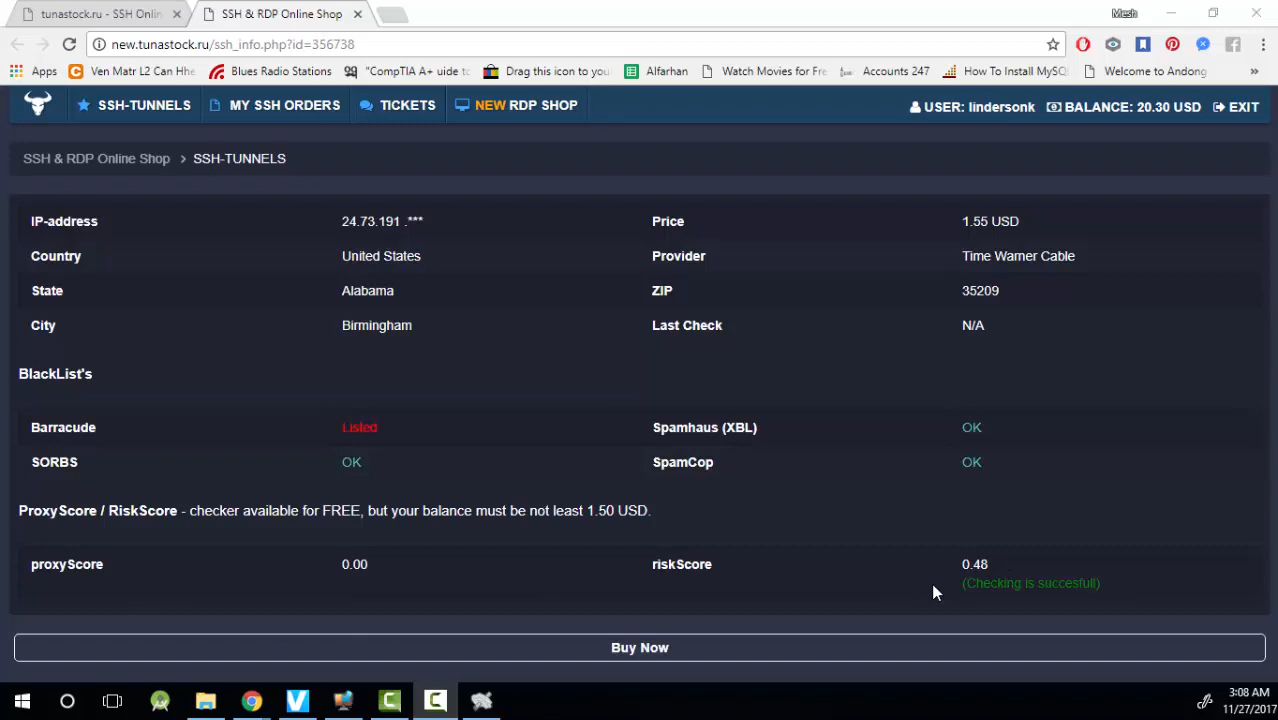 tunastock.ru - SSH Onlin
SSH & RDP Online Shop
Mesh
new.tunastock.ru/ssh_info.php?id=356738
Apps
Ven Matr L2 Can Hhe
Blues Radio Stations
"CompTIA A+ uide to
Drag this icon to you
Alfarhan
Watch Movies for Fre
Accounts 247
How To Install MySQ
Welcome to Andong
»
SSH-TUNNELS
MY SSH ORDERS
TICKETS
NEW RDP SHOP
USER: lindersonk
BALANCE: 20.30 USD
EXIT
SSH & RDP Online Shop > SSH-TUNNELS
IP-address 24.73.191 .*** Price 1.55 USD
Country United States Provider Time Warner Cable
State Alabama ZIP 35209
City Birmingham Last Check N/A
BlackList's
Barracude Listed Spamhaus (XBL) OK
SORBS OK SpamCop OK
ProxyScore / RiskScore - checker available for FREE, but your balance must be not least 1.50 USD.
proxyScore 0.00 riskScore 0.48
(Checking is succesfull)
Buy Now
3:08 AM
11/27/2017